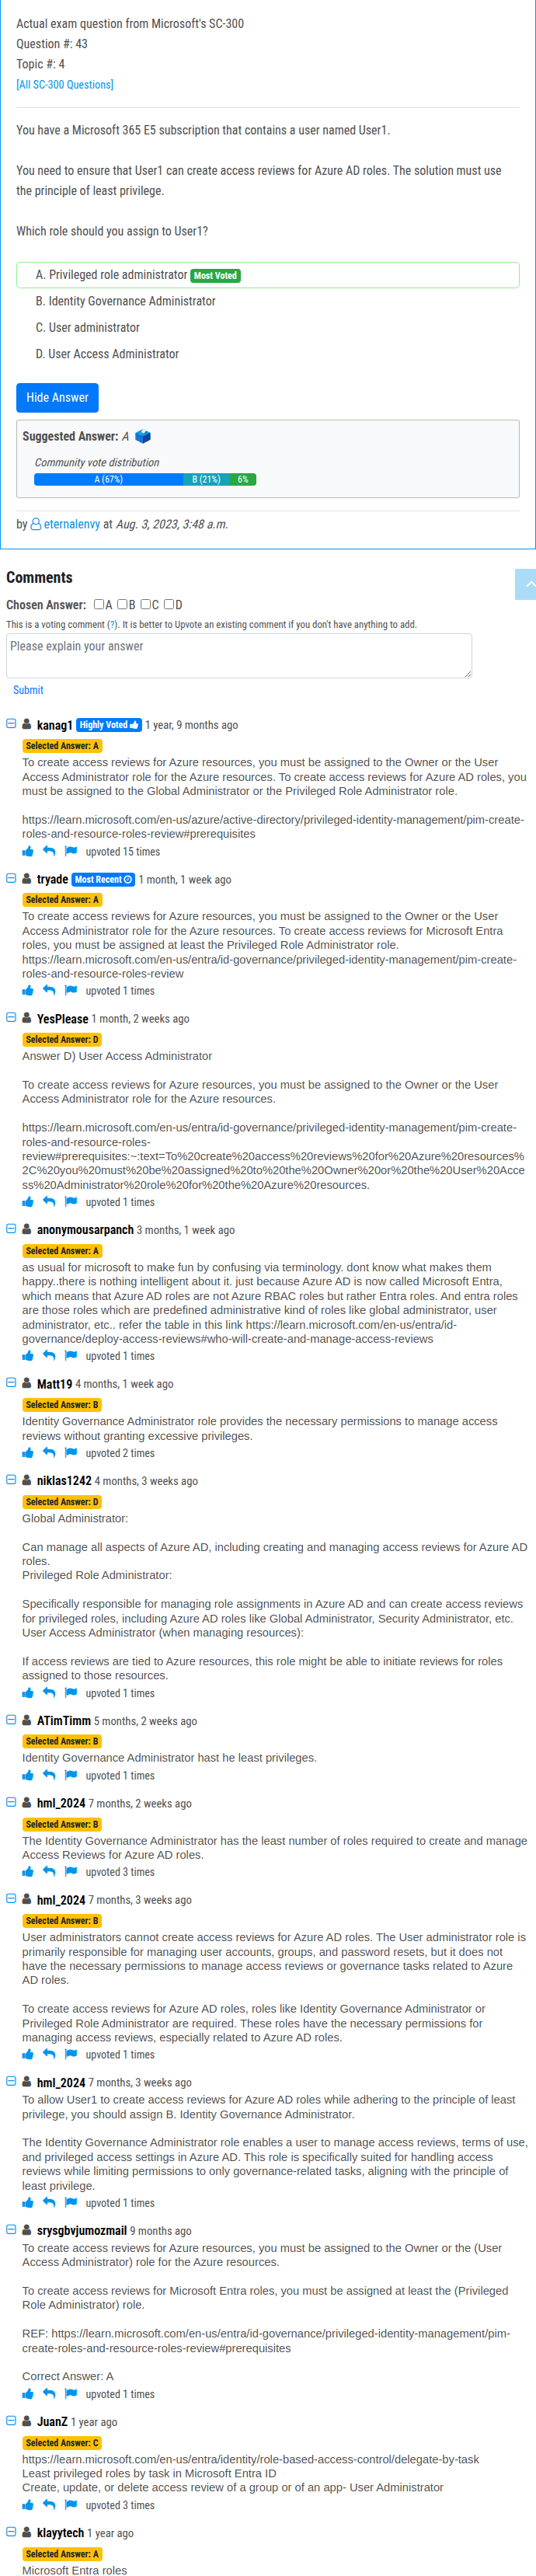 Actual exam question from Microsoft's SC-300
Question #: 43
Topic #: 4
[All SC-300 Questions]
You have a Microsoft 365 E5 subscription that contains a user named User1.
You need to ensure that User1 can create access reviews for Azure AD roles. The solution must use
the principle of least privilege.
Which role should you assign to User1?
A. Privileged role administrator Most Voted
B. Identity Governance Administrator
C. User administrator
D. User Access Administrator
Hide Answer
Suggested Answer: A
Community vote distribution
A (67%) B (21%) 6%
by eternalenvy at Aug. 3, 2023, 3:48 a.m.
Comments
Chosen Answer: A B C D
This is a voting comment (?). It is better to Upvote an existing comment if you don't have anything to add.
Please explain your answer
Submit
kanag1 Highly Voted 1 year, 9 months ago
Selected Answer: A
To create access reviews for Azure resources, you must be assigned to the Owner or the User
Access Administrator role for the Azure resources. To create access reviews for Azure AD roles, you
must be assigned to the Global Administrator or the Privileged Role Administrator role.
https://learn.microsoft.com/en-us/azure/active-directory/privileged-identity-management/pim-create-
roles-and-resource-roles-review#prerequisites
upvoted 15 times
tryade Most Recent 1 month, 1 week ago
Selected Answer: A
To create access reviews for Azure resources, you must be assigned to the Owner or the User
Access Administrator role for the Azure resources. To create access reviews for Microsoft Entra
roles, you must be assigned at least the Privileged Role Administrator role.
https://learn.microsoft.com/en-us/entra/id-governance/privileged-identity-management/pim-create-
roles-and-resource-roles-review
upvoted 1 times
YesPlease 1 month, 2 weeks ago
Selected Answer: D
Answer D) User Access Administrator
To create access reviews for Azure resources, you must be assigned to the Owner or the User
Access Administrator role for the Azure resources.
https://learn.microsoft.com/en-us/entra/id-governance/privileged-identity-management/pim-create-
roles-and-resource-roles-
review#prerequisites:~:text=To%20create%20access%20reviews%20for%20Azure%20resources%
2C%20you%20must%20be%20assigned%20to%20the%20Owner%20or%20the%20User%20Acce
ss%20Administrator%20role%20for%20the%20Azure%20resources.
upvoted 1 times
anonymousarpanch 3 months, 1 week ago
Selected Answer: A
as usual for microsoft to make fun by confusing via terminology. dont know what makes them
happy..there is nothing intelligent about it. just because Azure AD is now called Microsoft Entra,
which means that Azure AD roles are not Azure RBAC roles but rather Entra roles. And entra roles
are those roles which are predefined administrative kind of roles like global administrator, user
administrator, etc.. refer the table in this link https://learn.microsoft.com/en-us/entra/id-
governance/deploy-access-reviews#who-will-create-and-manage-access-reviews
upvoted 1 times
Matt19 4 months, 1 week ago
Selected Answer: B
Identity Governance Administrator role provides the necessary permissions to manage access
reviews without granting excessive privileges.
upvoted 2 times
niklas1242 4 months, 3 weeks ago
Selected Answer: D
Global Administrator:
Can manage all aspects of Azure AD, including creating and managing access reviews for Azure AD
roles.
Privileged Role Administrator:
Specifically responsible for managing role assignments in Azure AD and can create access reviews
for privileged roles, including Azure AD roles like Global Administrator, Security Administrator, etc.
User Access Administrator (when managing resources):
If access reviews are tied to Azure resources, this role might be able to initiate reviews for roles
assigned to those resources.
upvoted 1 times
ATimTimm 5 months, 2 weeks ago
Selected Answer: B
Identity Governance Administrator hast he least privileges.
upvoted 1 times
hml_2024 7 months, 2 weeks ago
Selected Answer: B
The Identity Governance Administrator has the least number of roles required to create and manage
Access Reviews for Azure AD roles.
upvoted 3 times
hml_2024 7 months, 3 weeks ago
Selected Answer: B
User administrators cannot create access reviews for Azure AD roles. The User administrator role is
primarily responsible for managing user accounts, groups, and password resets, but it does not
have the necessary permissions to manage access reviews or governance tasks related to Azure
AD roles.
To create access reviews for Azure AD roles, roles like Identity Governance Administrator or
Privileged Role Administrator are required. These roles have the necessary permissions for
managing access reviews, especially related to Azure AD roles.
upvoted 1 times
hml_2024 7 months, 3 weeks ago
To allow User1 to create access reviews for Azure AD roles while adhering to the principle of least
privilege, you should assign B. Identity Governance Administrator.
The Identity Governance Administrator role enables a user to manage access reviews, terms of use,
and privileged access settings in Azure AD. This role is specifically suited for handling access
reviews while limiting permissions to only governance-related tasks, aligning with the principle of
least privilege.
upvoted 1 times
srysgbvjumozmail 9 months ago
To create access reviews for Azure resources, you must be assigned to the Owner or the (User
Access Administrator) role for the Azure resources.
To create access reviews for Microsoft Entra roles, you must be assigned at least the (Privileged
Role Administrator) role.
REF: https://learn.microsoft.com/en-us/entra/id-governance/privileged-identity-management/pim-
create-roles-and-resource-roles-review#prerequisites
Correct Answer: A
upvoted 1 times
JuanZ 1 year ago
Selected Answer: C
https://learn.microsoft.com/en-us/entra/identity/role-based-access-control/delegate-by-task
Least privileged roles by task in Microsoft Entra ID
Create, update, or delete access review of a group or of an app- User Administrator
upvoted 3 times
klayytech 1 year ago
Selected Answer: A
Microsoft Entra roles